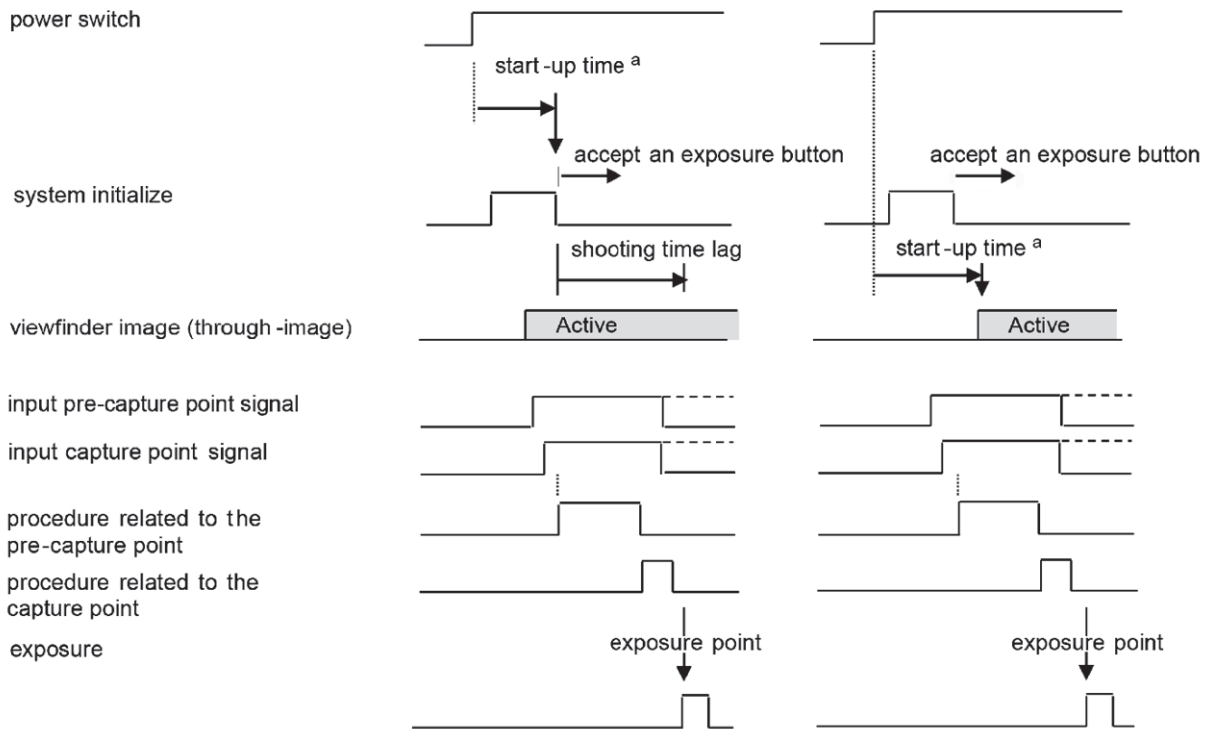 power switch
start-up time a
accept an exposure button
accept an exposure button
system initialize
shooting time lag
start-up time a
viewfinder image (through-image)
Active
Active
input pre-capture point signal
input capture point signal
procedure related to the
pre-capture point
procedure related to the
capture point
exposure
exposure point
exposure point